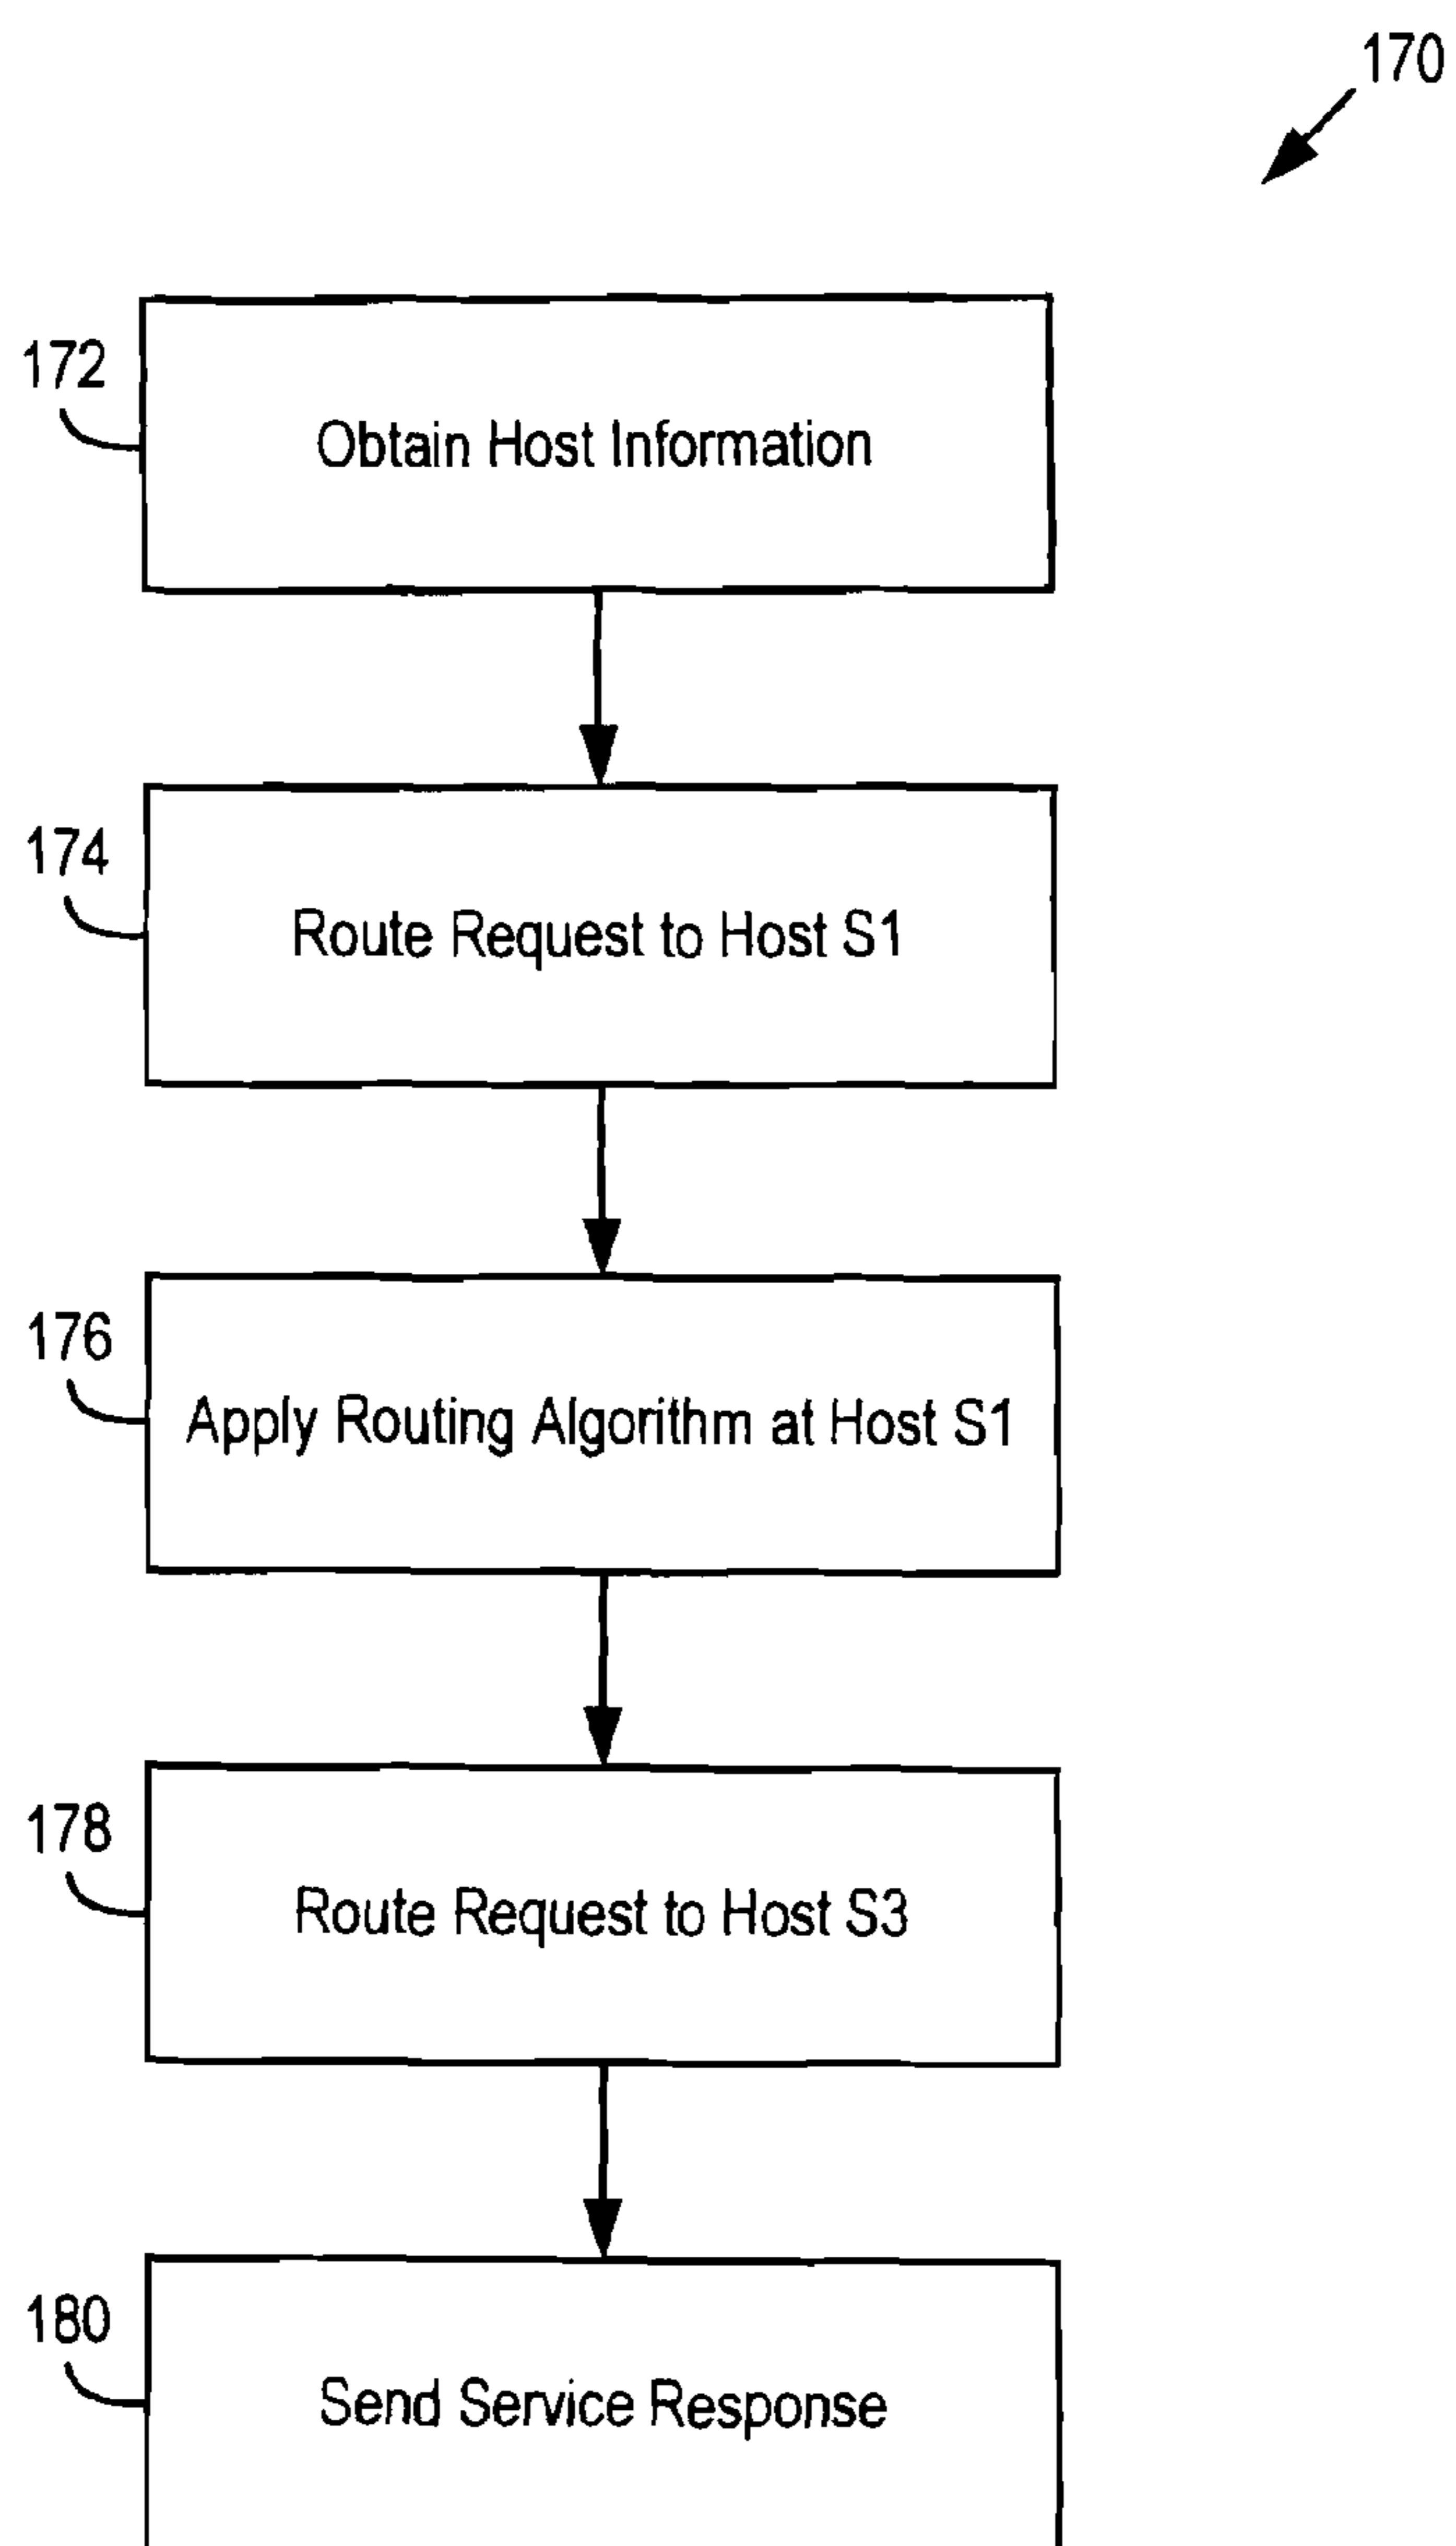 170
172
Obtain Host Information
174
Route Request to Host S1
176
Apply Routing Algorithm at Host S1
178
Route Request to Host S3
180
Send Service Response